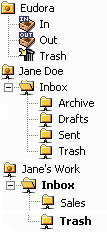 Eudora
In
Out
Trash
Jane Doe
Inbox
Archive
Drafts
Sent
Trash
Jane's Work
Inbox
Sales
Trash